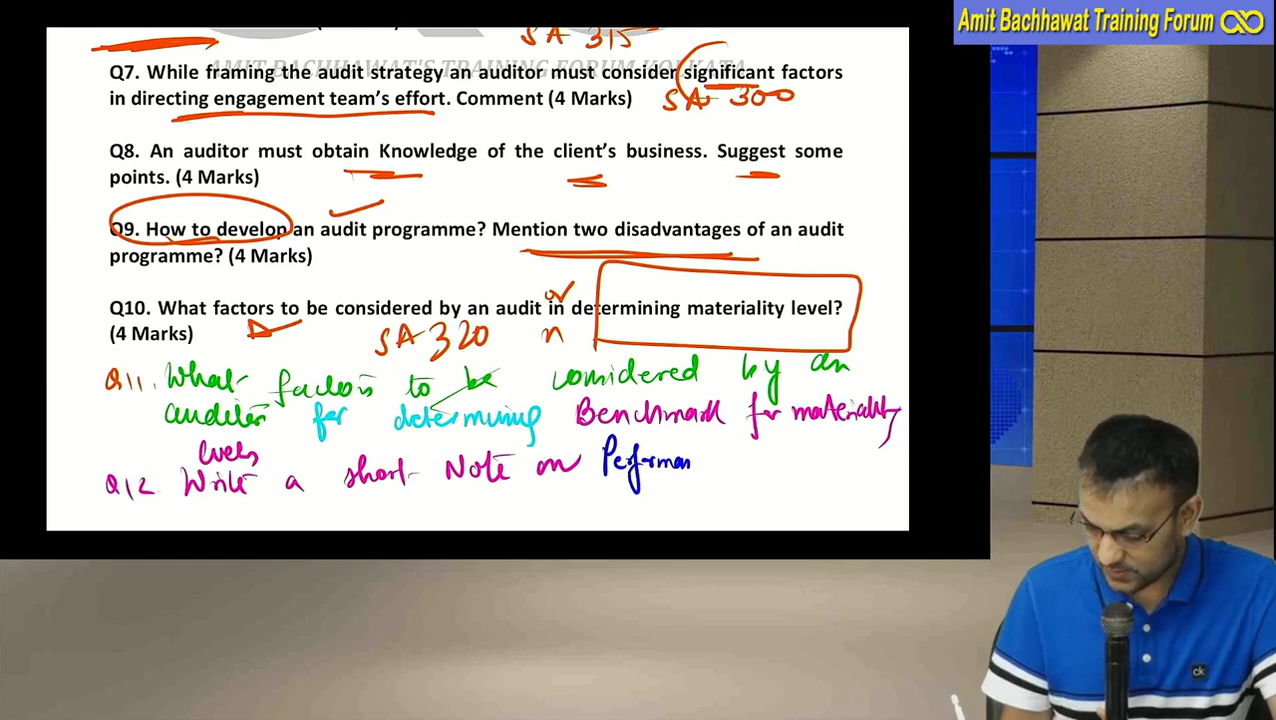 Amit Bachhawat Training Forum
SA 315
Q7. While framing the audit strategy an auditor must consider significant factors
in directing engagement team's effort. Comment (4 Marks) SA 300
Q8. An auditor must obtain Knowledge of the client's business. Suggest some
points. (4 Marks)
Q9. How to develop an audit programme? Mention two disadvantages of an audit
programme? (4 Marks)
or
Q10. What factors to be considered by an audit in determining materiality level?
(4 Marks) SA 320 n
Q11. What factors to be considered by an
auditor for determining Benchmark for materiality
levels
Q12. Write a short Note on Performan